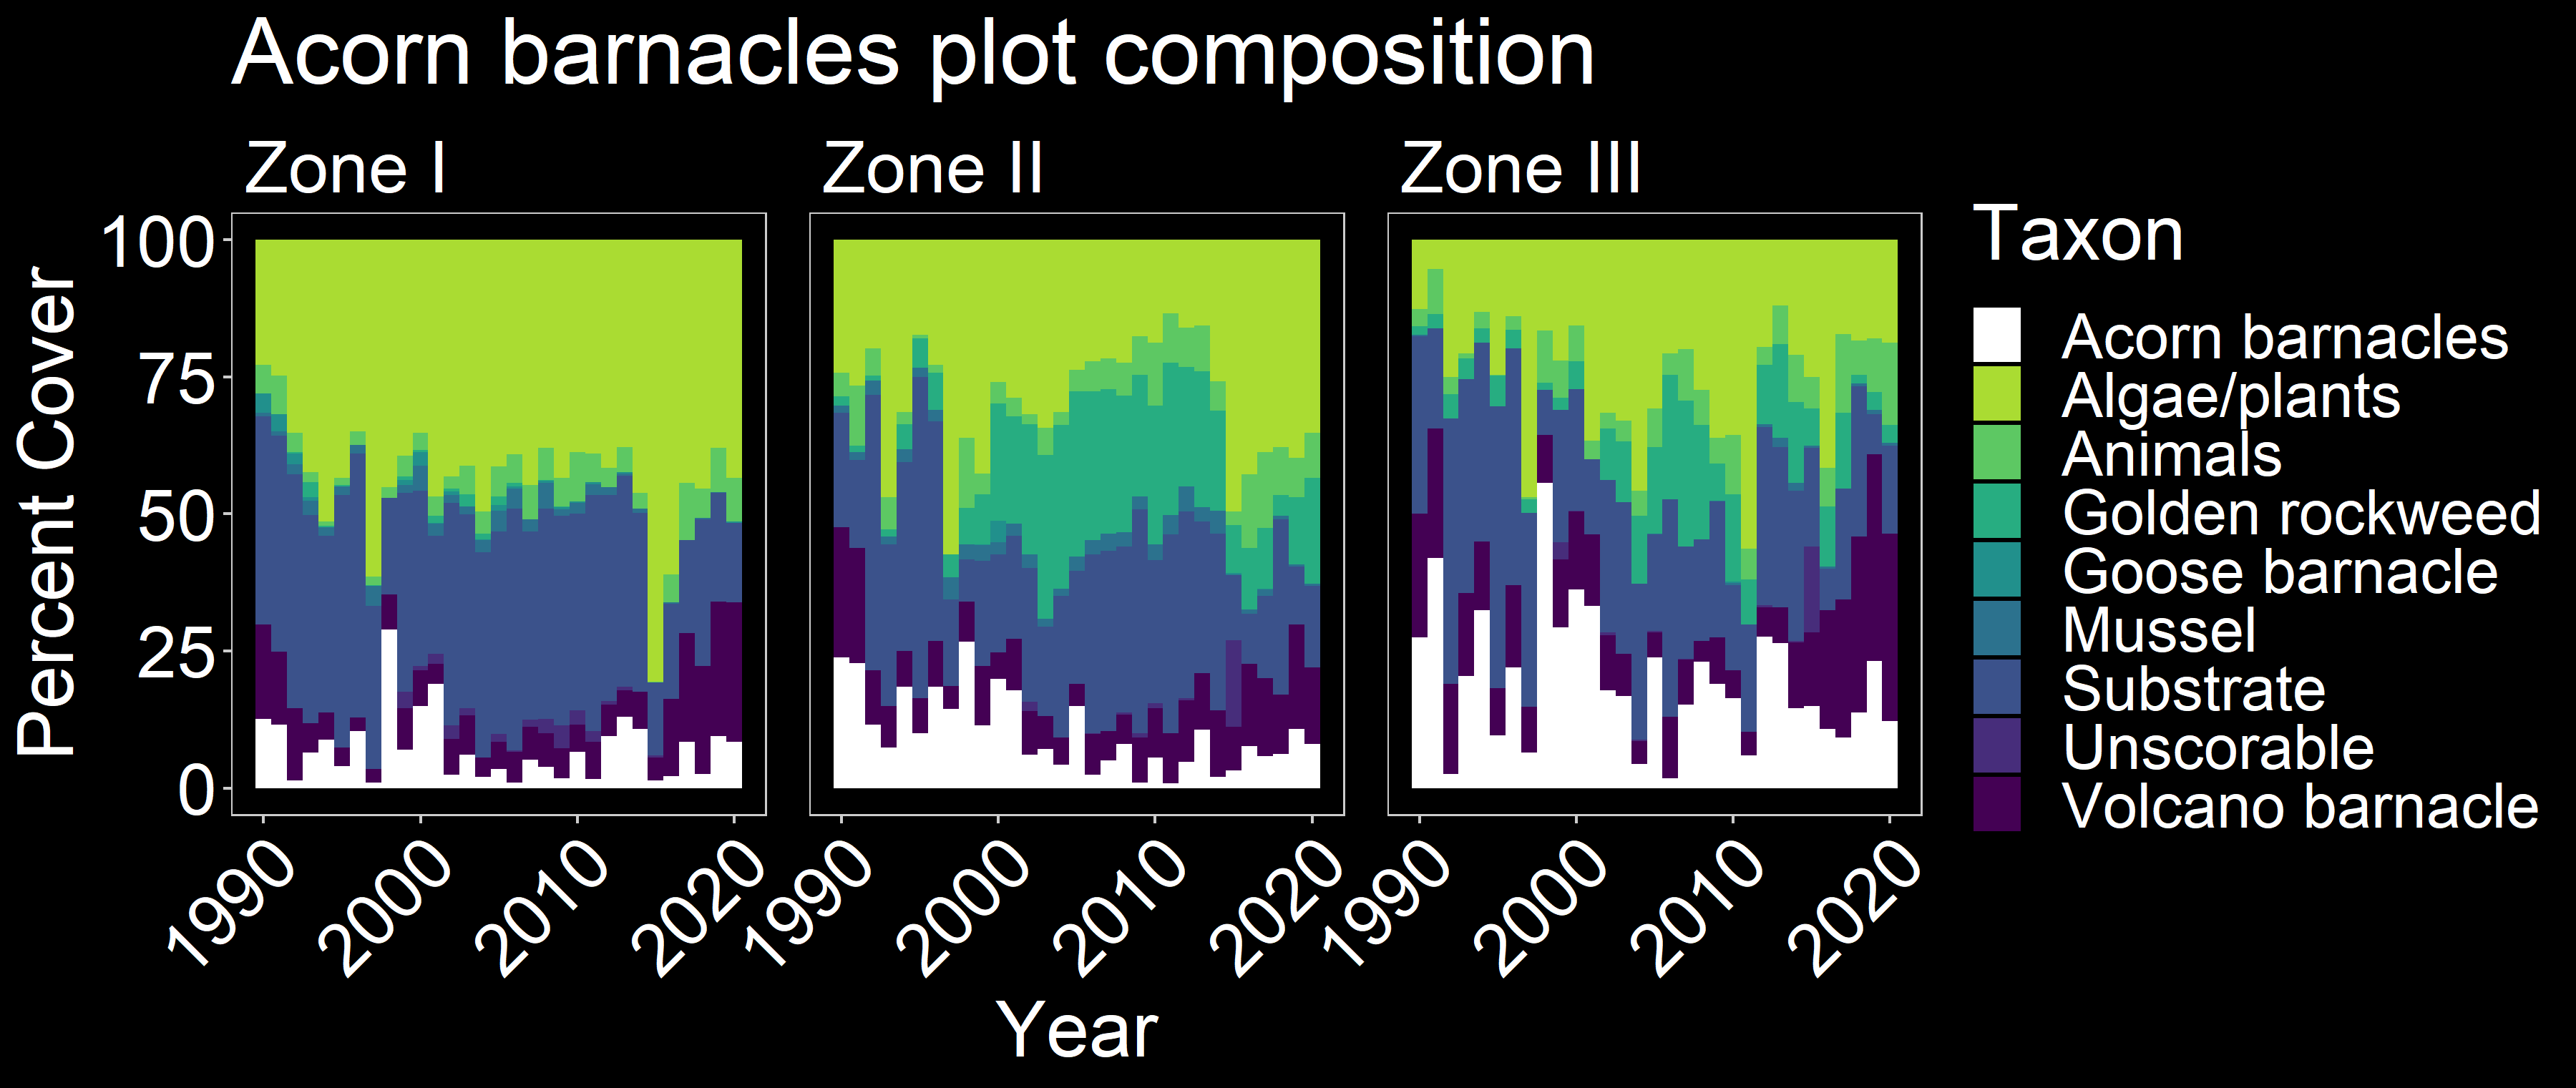 Acorn barnacles plot composition
Zone I
Zone II
Zone III
Percent Cover
100
75
50
25
0
1990
2000
2010
2020
1990
2000
2010
2020
1990
2000
2010
2020
Year
Taxon
Acorn barnacles
Algae/plants
Animals
Golden rockweed
Goose barnacle
Mussel
Substrate
Unscorable
Volcano barnacle